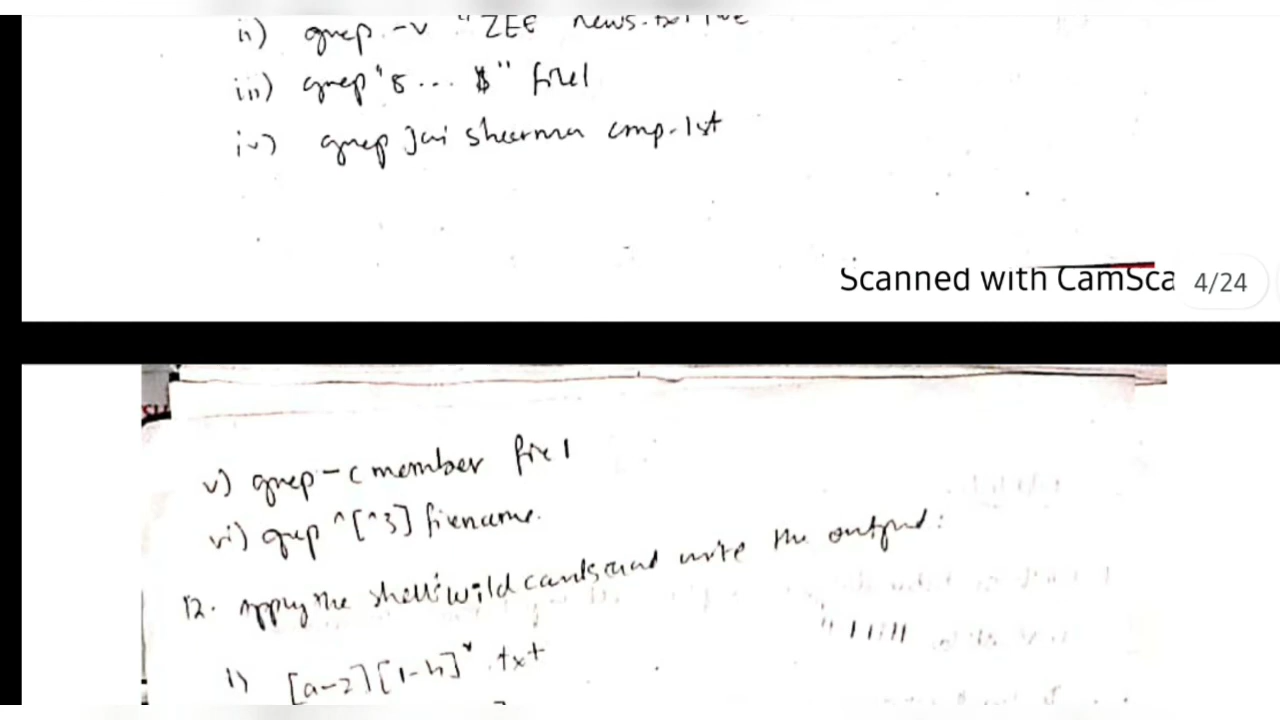 ii) grep -v "ZEE news.txt
iii) grep "8 ... $" file1
iv) grep Jai sharma emp.lst
Scanned with CamSca
4/24
v) grep -c member file1
vi) grep ^[^3] filename.
12. Apply the shell wild cards and write the output:
i) [a-z][1-4]* .txt